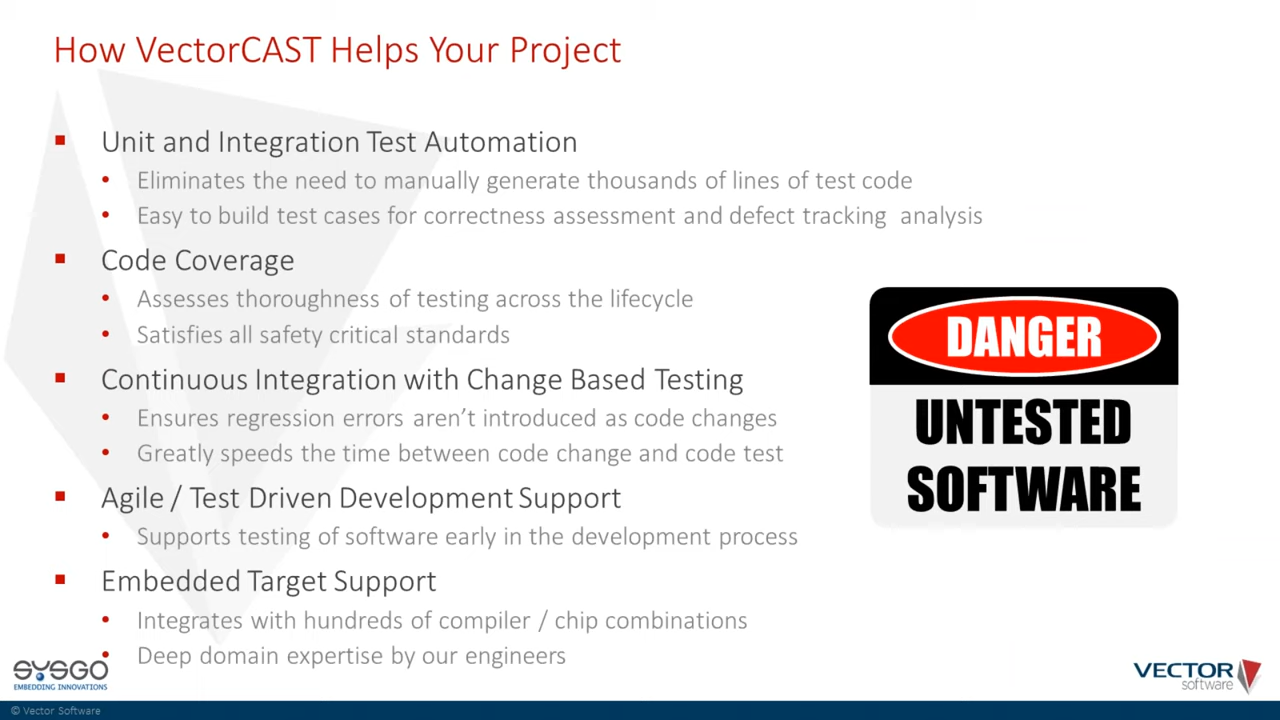 How VectorCAST Helps Your Project
Unit and Integration Test Automation
Eliminates the need to manually generate thousands of lines of test code
Easy to build test cases for correctness assessment and defect tracking analysis
Code Coverage
Assesses thoroughness of testing across the lifecycle
Satisfies all safety critical standards
Continuous Integration with Change Based Testing
Ensures regression errors aren’t introduced as code changes
Greatly speeds the time between code change and code test
Agile / Test Driven Development Support
Supports testing of software early in the development process
Embedded Target Support
Integrates with hundreds of compiler / chip combinations
Deep domain expertise by our engineers
DANGER
UNTESTED
SOFTWARE
SYSGO
EMBEDDING INNOVATIONS
VECTOR
software
© Vector Software